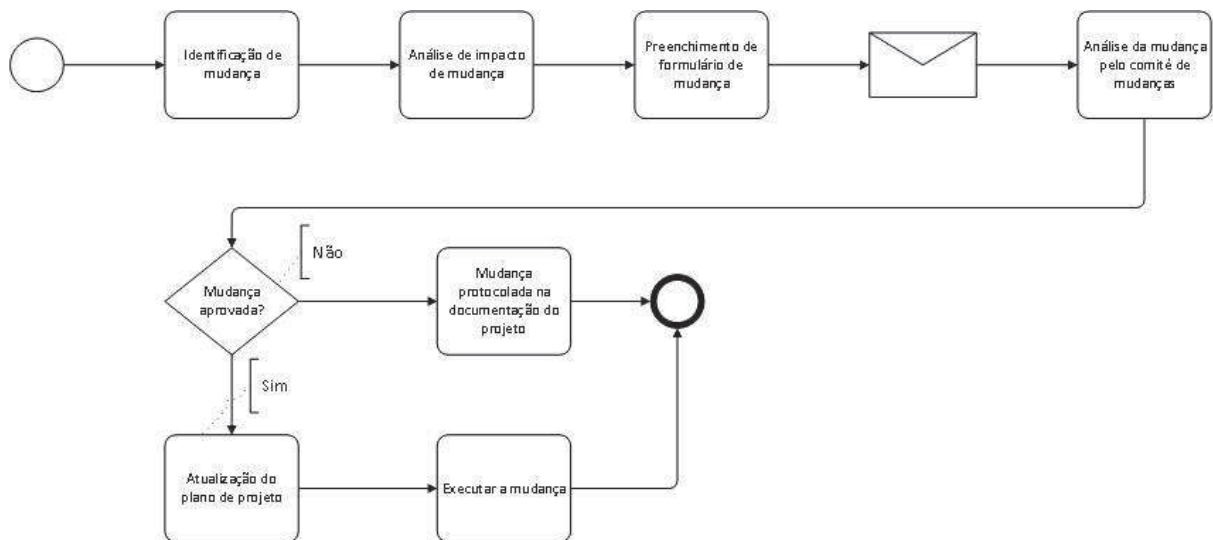 Identificação de
mudança
Análise de impacto
de mudança
Preenchimento de
formulário de
mudança
Análise da mudança
pelo comitê de
mudanças
Não
Mudança
aprovada?
Mudança
protocolada na
documentação do
projeto
Sim
Atualização do
plano de projeto
Executar a mudança